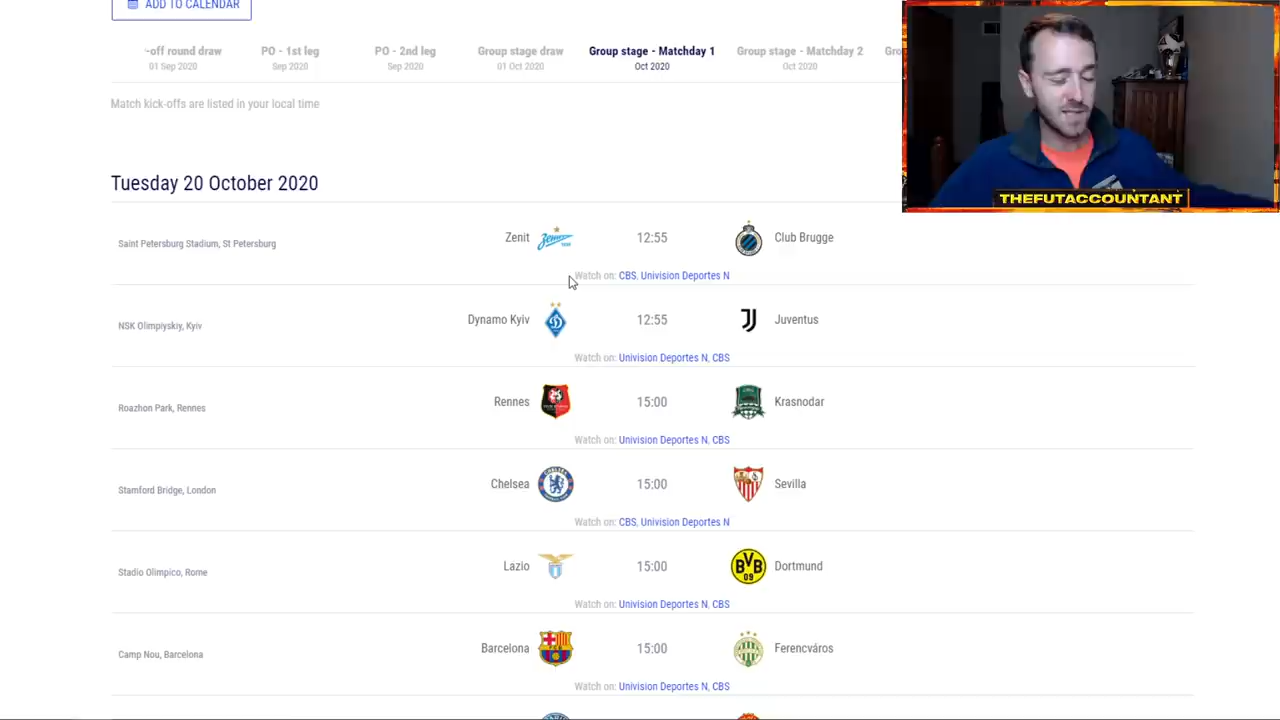 ADD TO CALENDAR
-off round draw
01 Sep 2020
PO - 1st leg
Sep 2020
PO - 2nd leg
Sep 2020
Group stage draw
01 Oct 2020
Group stage - Matchday 1
Oct 2020
Group stage - Matchday 2
Oct 2020
Gro
Match kick-offs are listed in your local time
THEFUTACCOUNTANT
Tuesday 20 October 2020
Saint Petersburg Stadium, St Petersburg
Zenit 12:55 Club Brugge
Watch on: CBS, Univision Deportes N
NSK Olimpiyskiy, Kyiv
Dynamo Kyiv 12:55 Juventus
Watch on: Univision Deportes N, CBS
Roazhon Park, Rennes
Rennes 15:00 Krasnodar
Watch on: Univision Deportes N, CBS
Stamford Bridge, London
Chelsea 15:00 Sevilla
Watch on: CBS, Univision Deportes N
Stadio Olimpico, Rome
Lazio 15:00 BVB 09 Dortmund
Watch on: Univision Deportes N, CBS
Camp Nou, Barcelona
Barcelona 15:00 Ferencváros
Watch on: Univision Deportes N, CBS